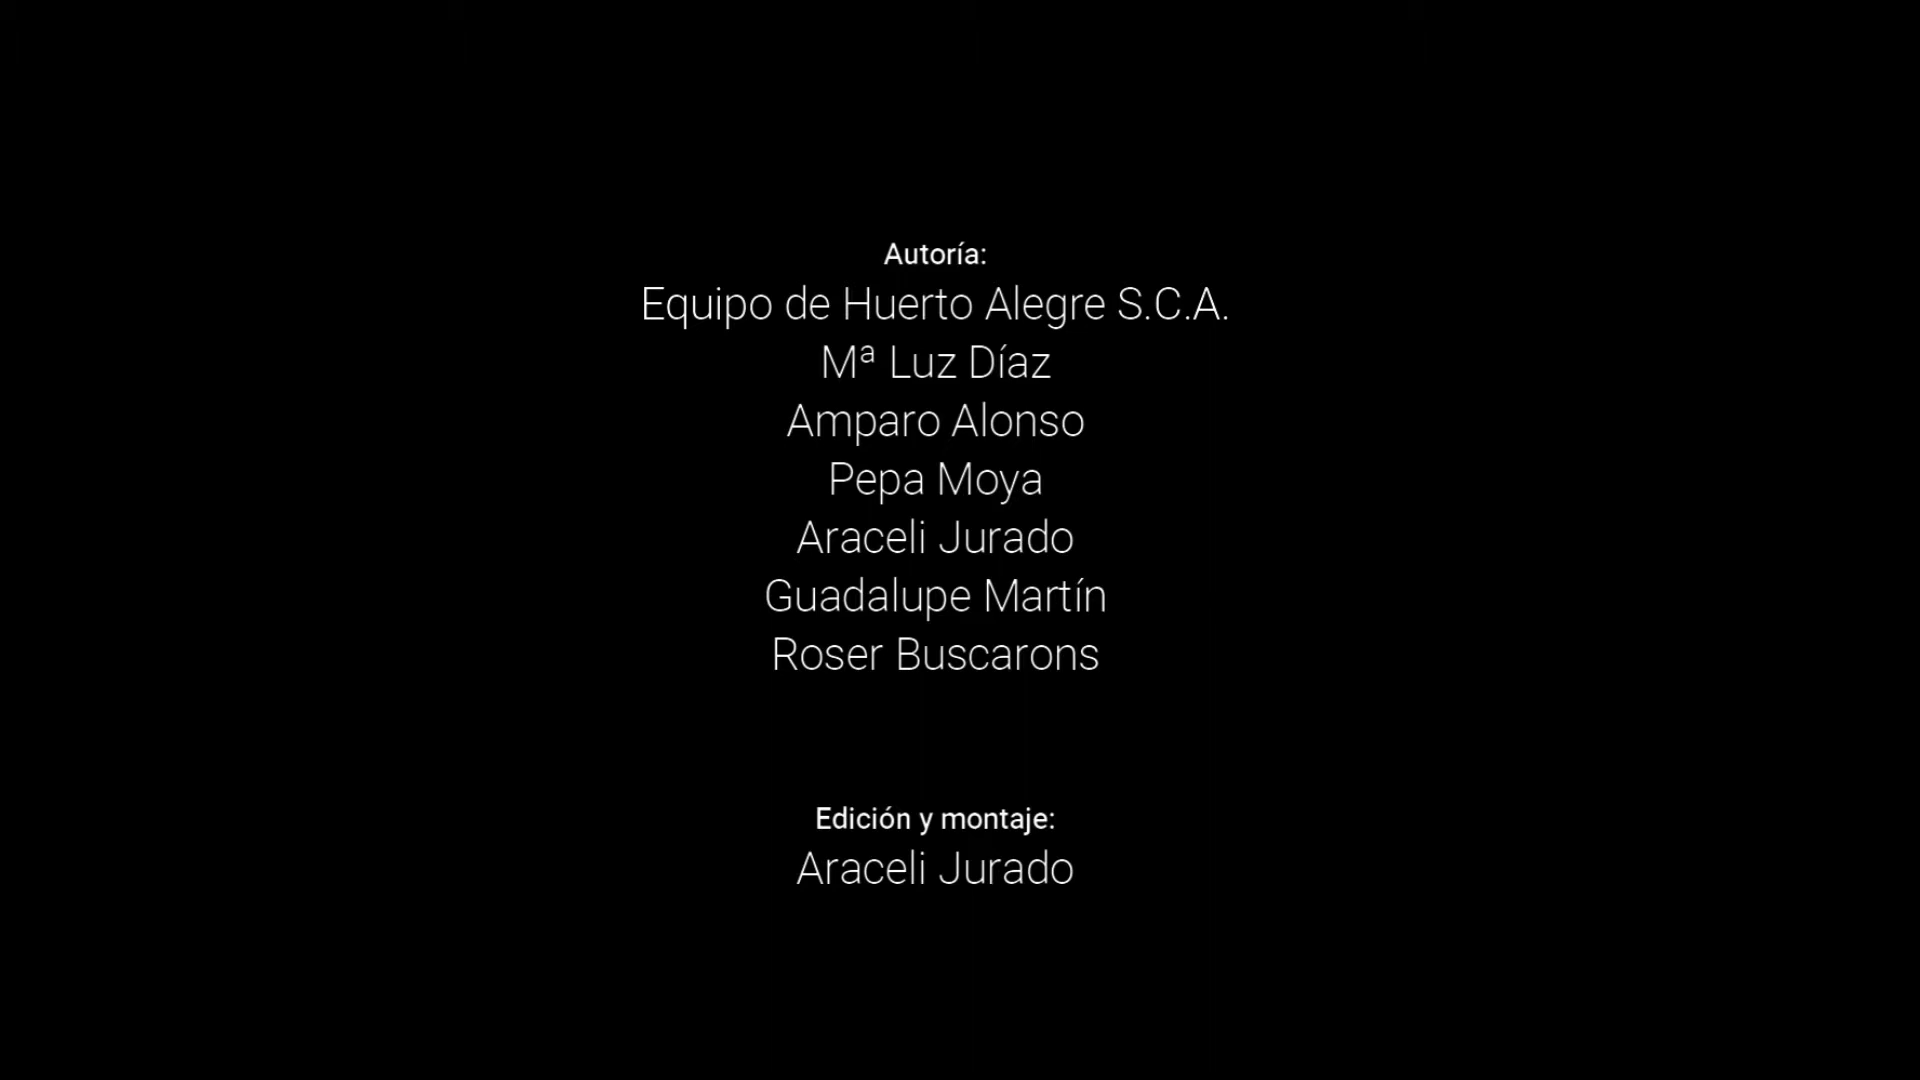 Autoría:
Equipo de Huerto Alegre S.C.A.
Mª Luz Díaz
Amparo Alonso
Pepa Moya
Araceli Jurado
Guadalupe Martín
Roser Buscarons
Edición y montaje:
Araceli Jurado